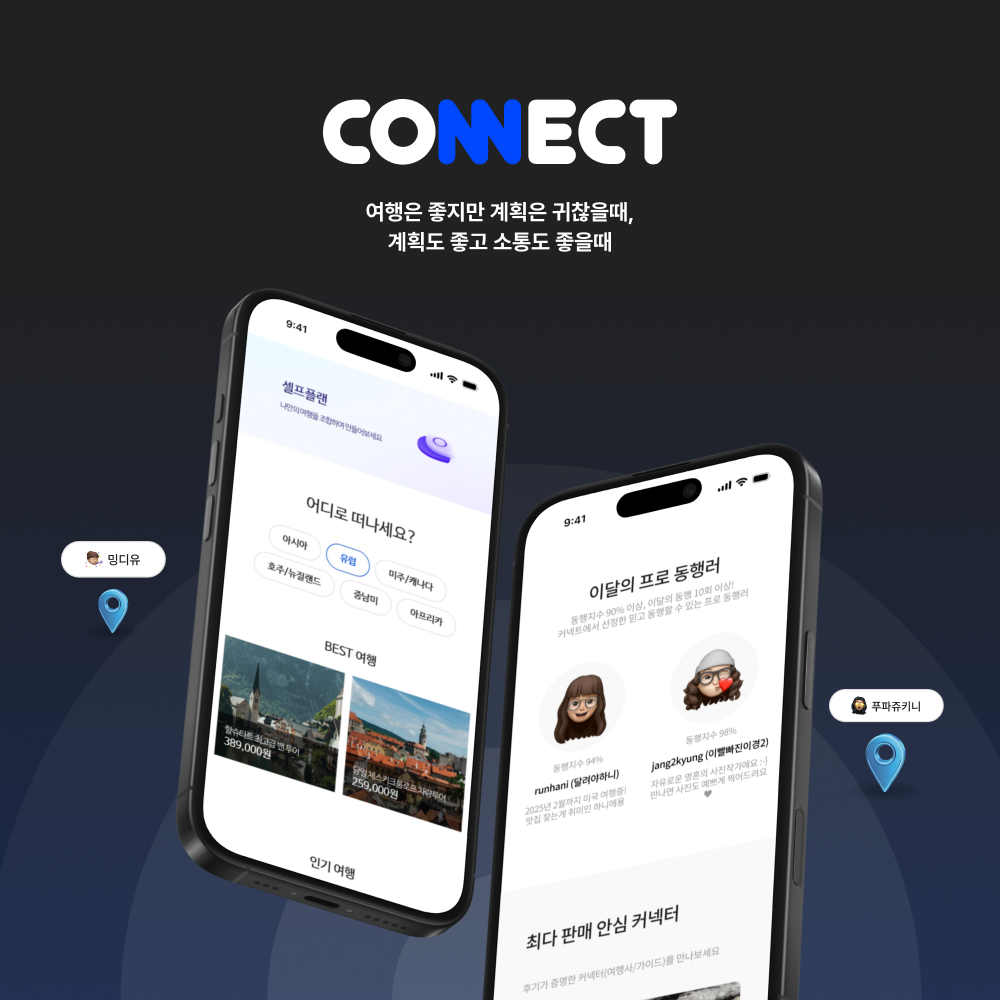 CONNECT
여행은 좋지만 계획은 귀찮을때,
계획도 좋고 소통도 좋을때
9:41
셀프플랜
나만의 여행을 조합하여 만들어보세요
어디로 떠나세요?
아시아
유럽
미주/캐나다
호주/뉴질랜드
중남미
아프리카
BEST 여행
할슈타트 최고급 밴 투어
389,000원
당일 체스키크롬로프 차량투어
259,000원
인기 여행
밍디유
9:41
이달의 프로 동행러
동행지수 90% 이상, 이달의 동행 10회 이상!
커넥트에서 선정한 믿고 동행할 수 있는 프로 동행러
동행지수 94%
runhani (달려야하니)
2025년 2월까지 미국 여행중!
맛집 찾는게 취미인 하니에용
동행지수 98%
jang2kyung (이빨빠진이경2)
자유로운 영혼의 사진작가에요 :-)
만나면 사진도 예쁘게 찍어드려요
♥
최다 판매 안심 커넥터
후기가 증명한 커넥터(여행사/가이드)를 만나보세요
푸파쥬키니